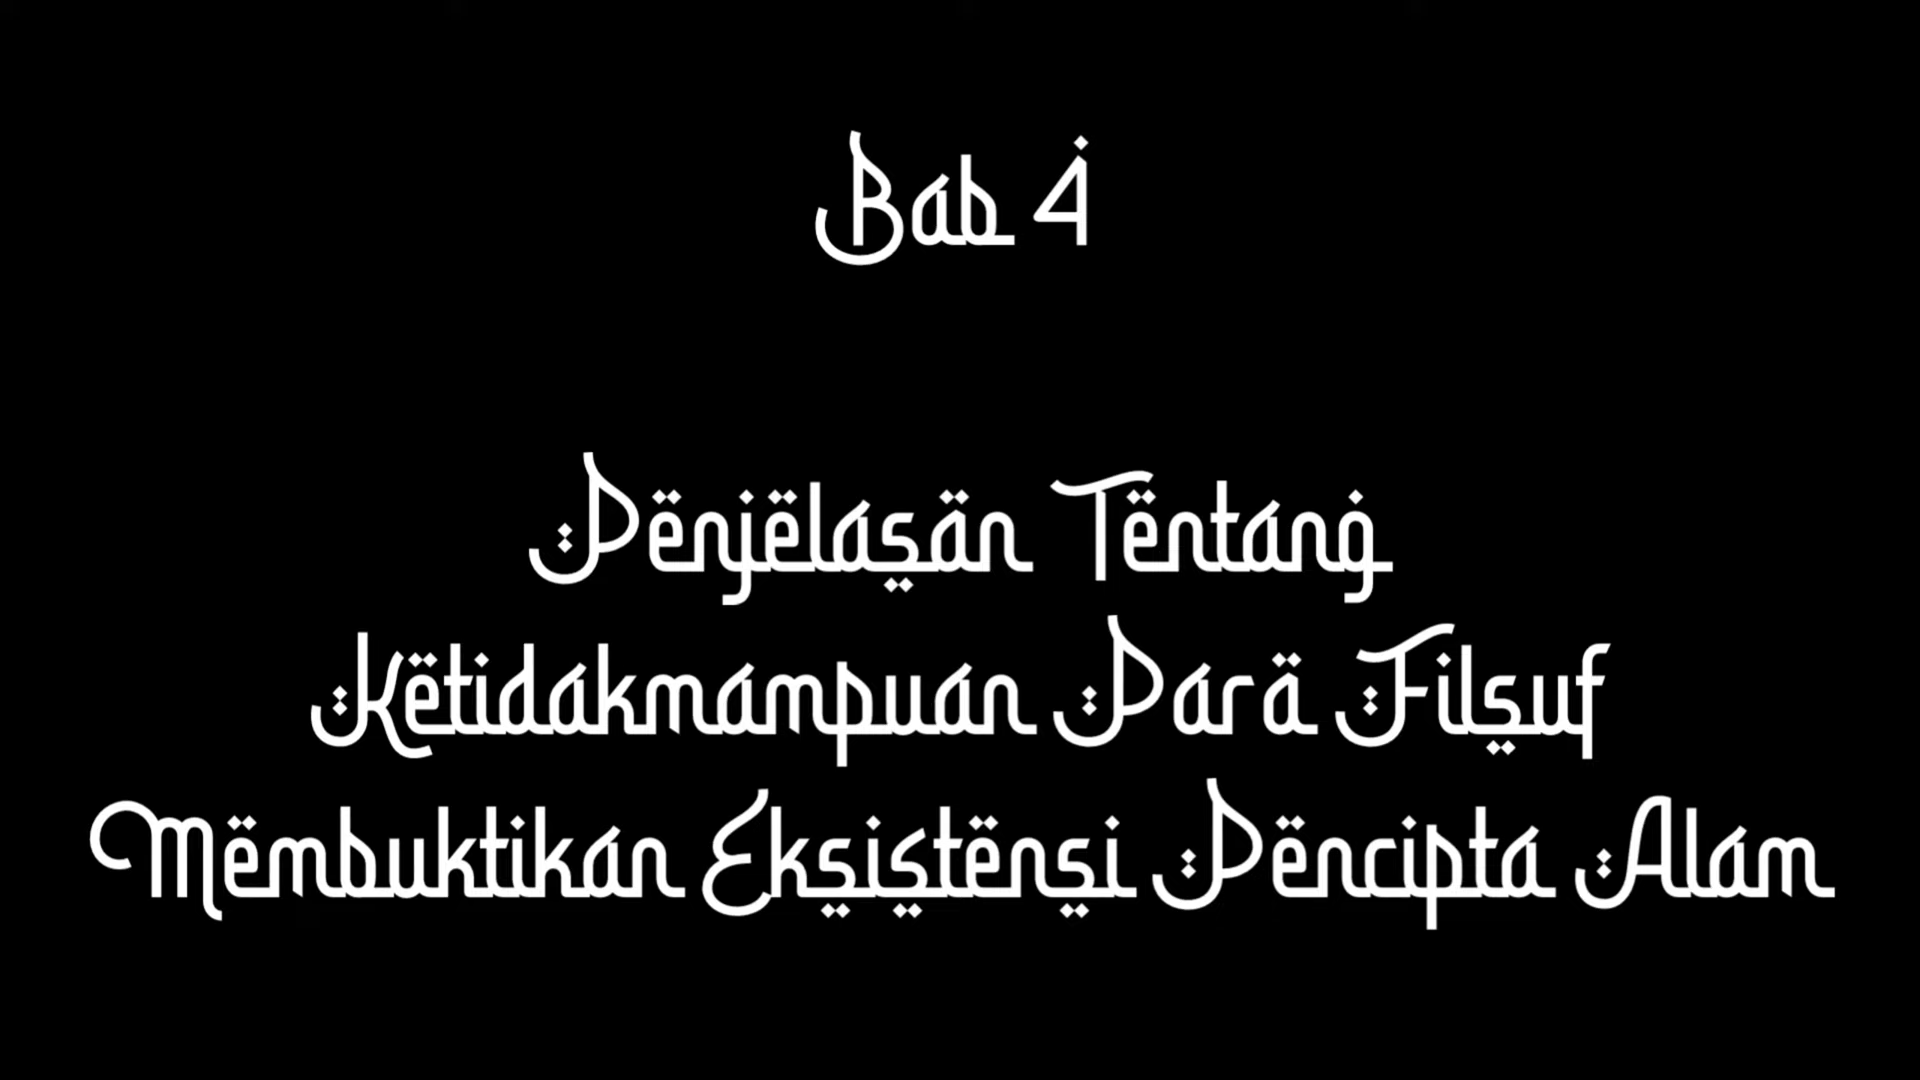 Bab 4
Penjelasan Tentang
Ketidakmampuan Para Filsuf
Membuktikan Eksistensi Pencipta Alam